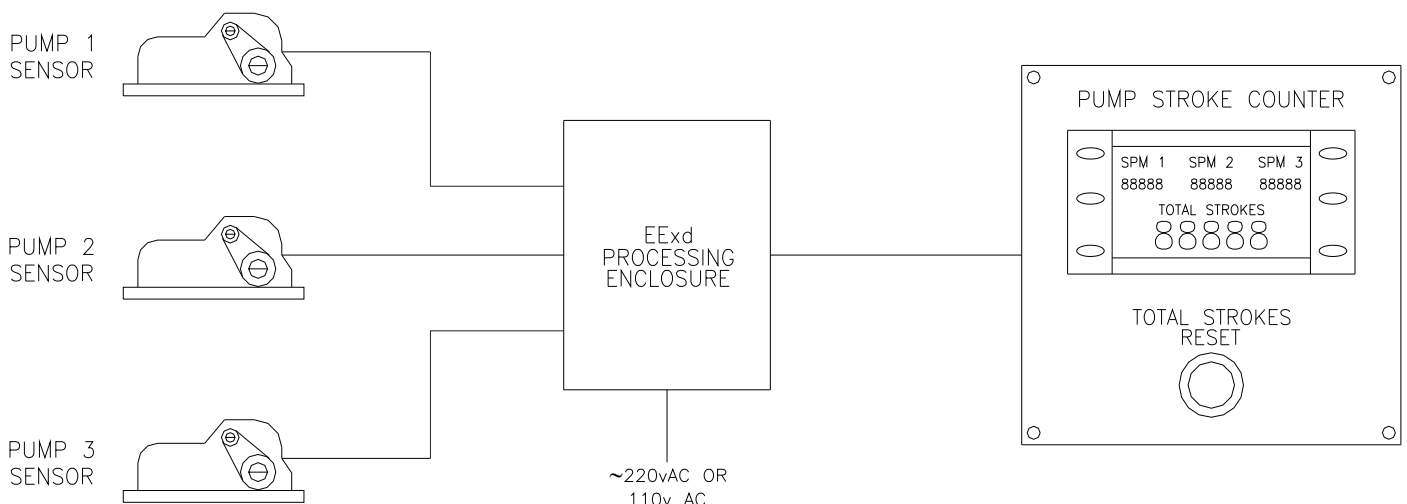 PUMP 1
SENSOR
PUMP 2
SENSOR
PUMP 3
SENSOR
EExd
PROCESSING
ENCLOSURE
~220vAC OR
110v AC
PUMP STROKE COUNTER
SPM 1 SPM 2 SPM 3
88888 88888 88888
TOTAL STROKES
88888
TOTAL STROKES
RESET